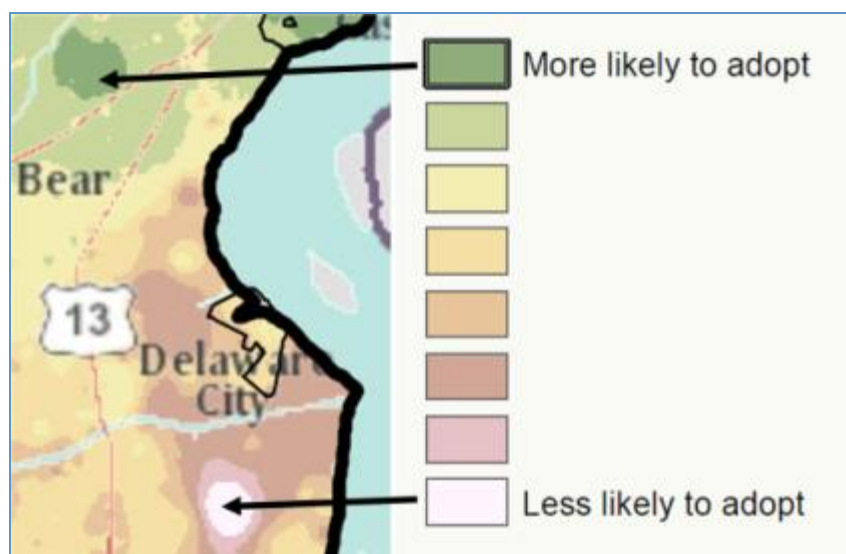 More likely to adopt
Bear
13
Delaware
City
Less likely to adopt